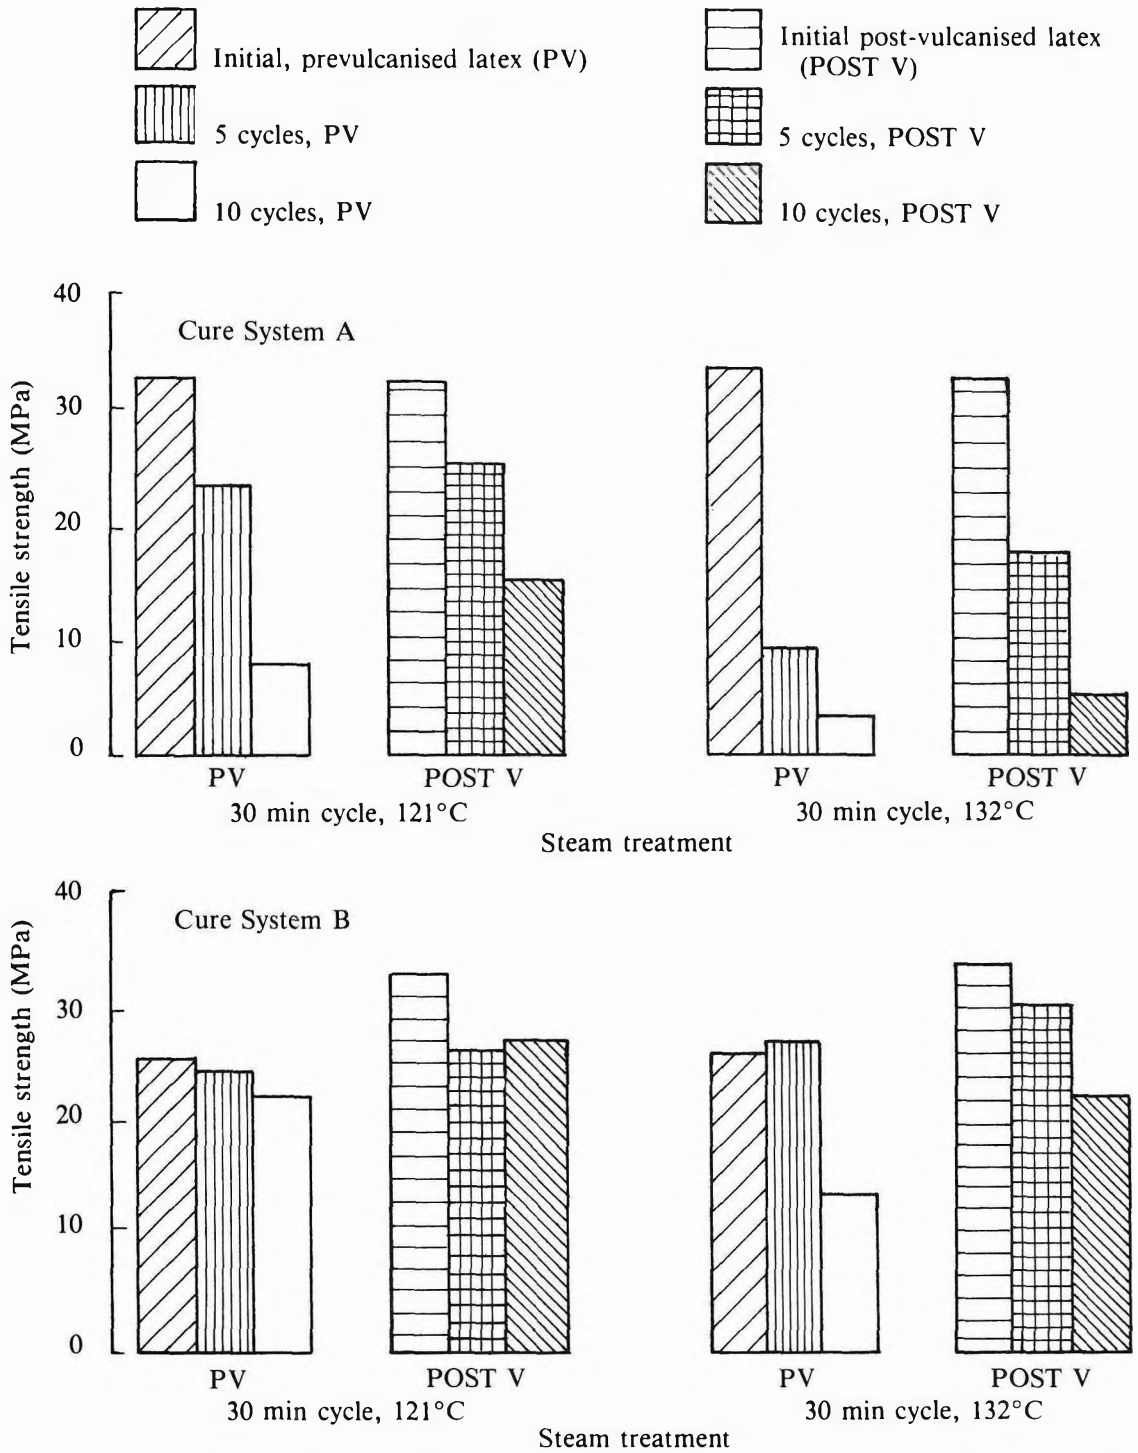 Initial, prevulcanised latex (PV)
5 cycles, PV
10 cycles, PV
Initial post-vulcanised latex
(POST V)
5 cycles, POST V
10 cycles, POST V
Tensile strength (MPa)
40
30
20
10
0
Cure System A
PV
POST V
PV
POST V
30 min cycle, 121°C
30 min cycle, 132°C
Steam treatment
Tensile strength (MPa)
40
30
20
10
0
Cure System B
PV
POST V
PV
POST V
30 min cycle, 121°C
30 min cycle, 132°C
Steam treatment